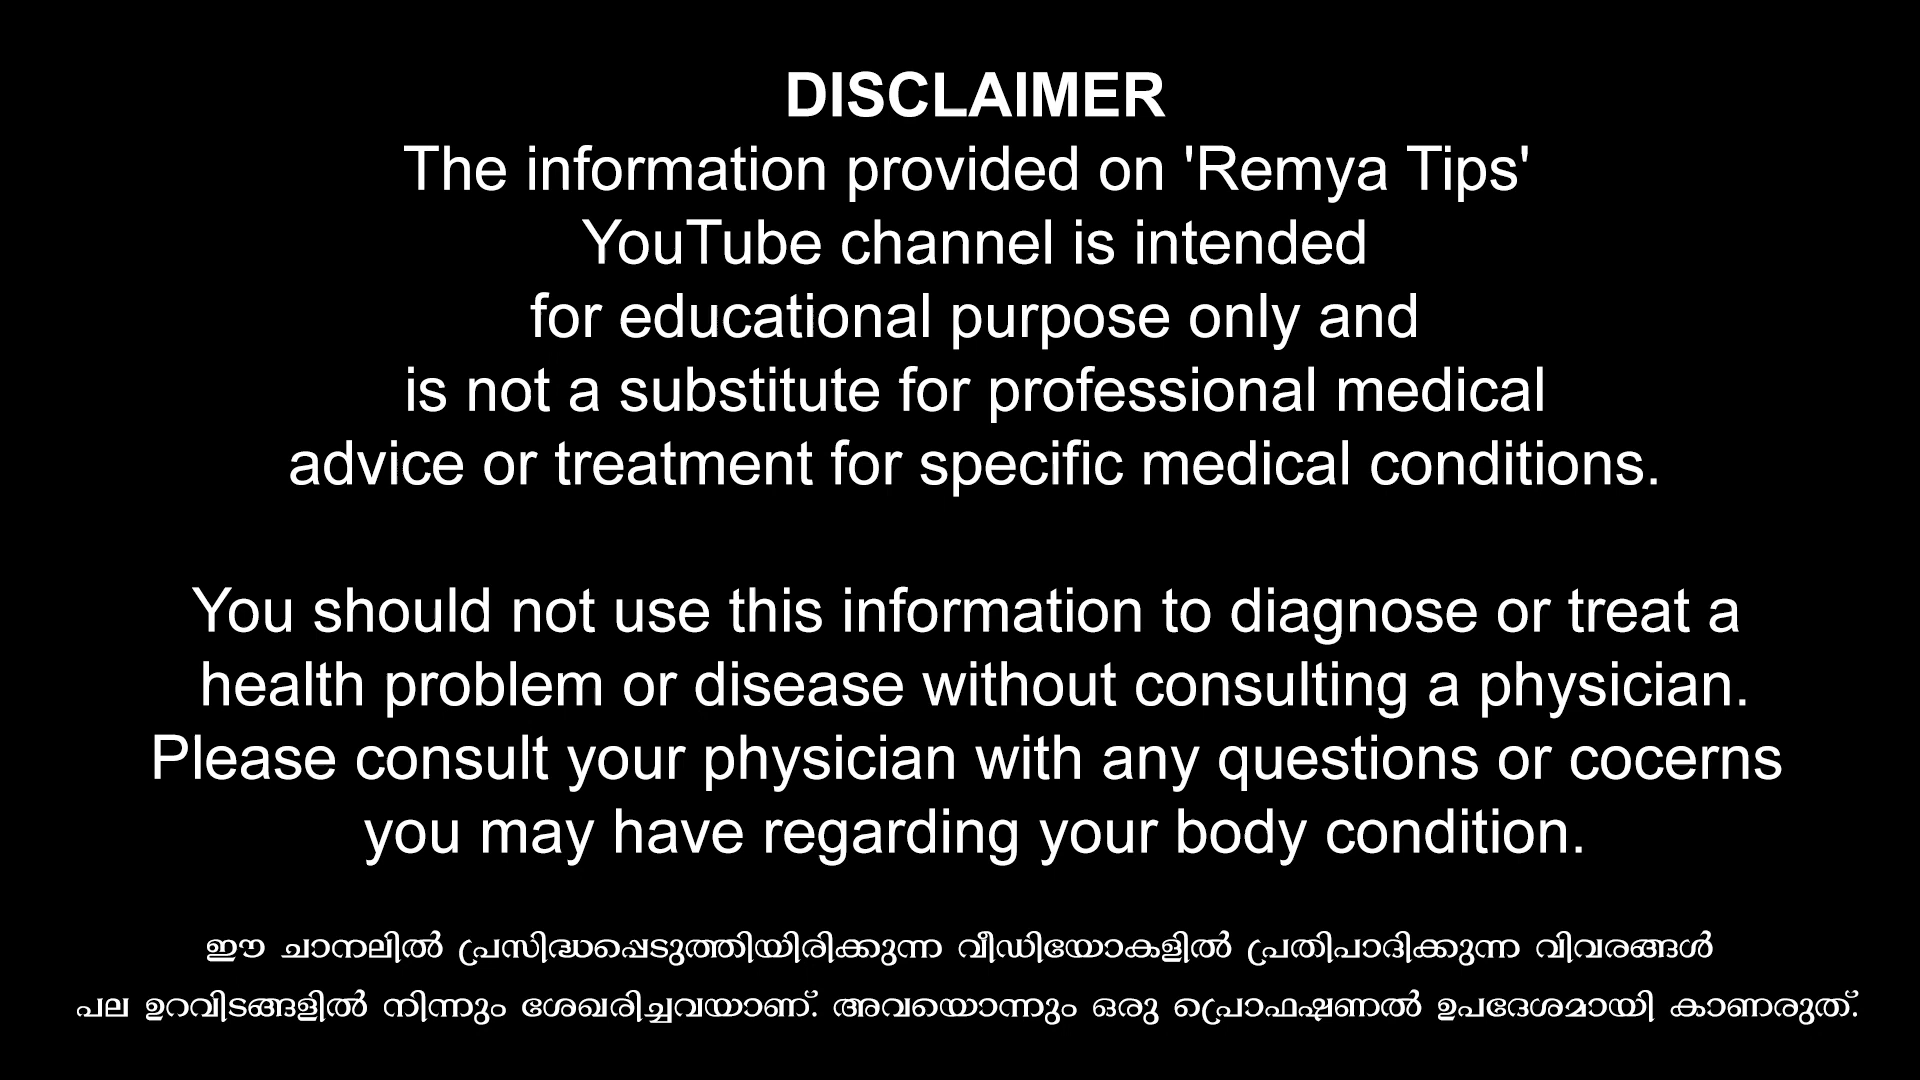 DISCLAIMER
The information provided on 'Remya Tips'
YouTube channel is intended
for educational purpose only and
is not a substitute for professional medical
advice or treatment for specific medical conditions.
You should not use this information to diagnose or treat a
health problem or disease without consulting a physician.
Please consult your physician with any questions or cocerns
you may have regarding your body condition.
ഈ ചാനലിൽ പ്രസിദ്ധപ്പെടുത്തിയിരിക്കുന്ന വീഡിയോകളിൽ പ്രതിപാദിക്കുന്ന വിവരങ്ങൾ
പല ഉറവിടങ്ങളിൽ നിന്നും ശേഖരിച്ചവയാണ്. അവയൊന്നും ഒരു പ്രൊഫഷണൽ ഉപദേശമായി കാണരുത്.